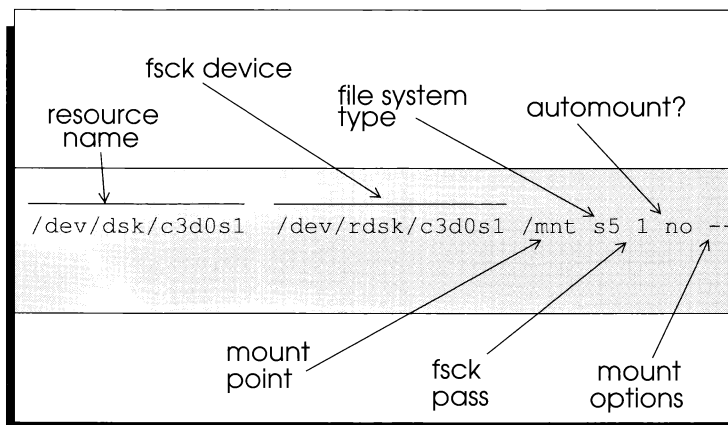 fsck device
resource
name
file system
type
automount?
/dev/dsk/c3d0s1 /dev/rdsk/c3d0s1 /mnt s5 1 no --
mount
point
fsck
pass
mount
options